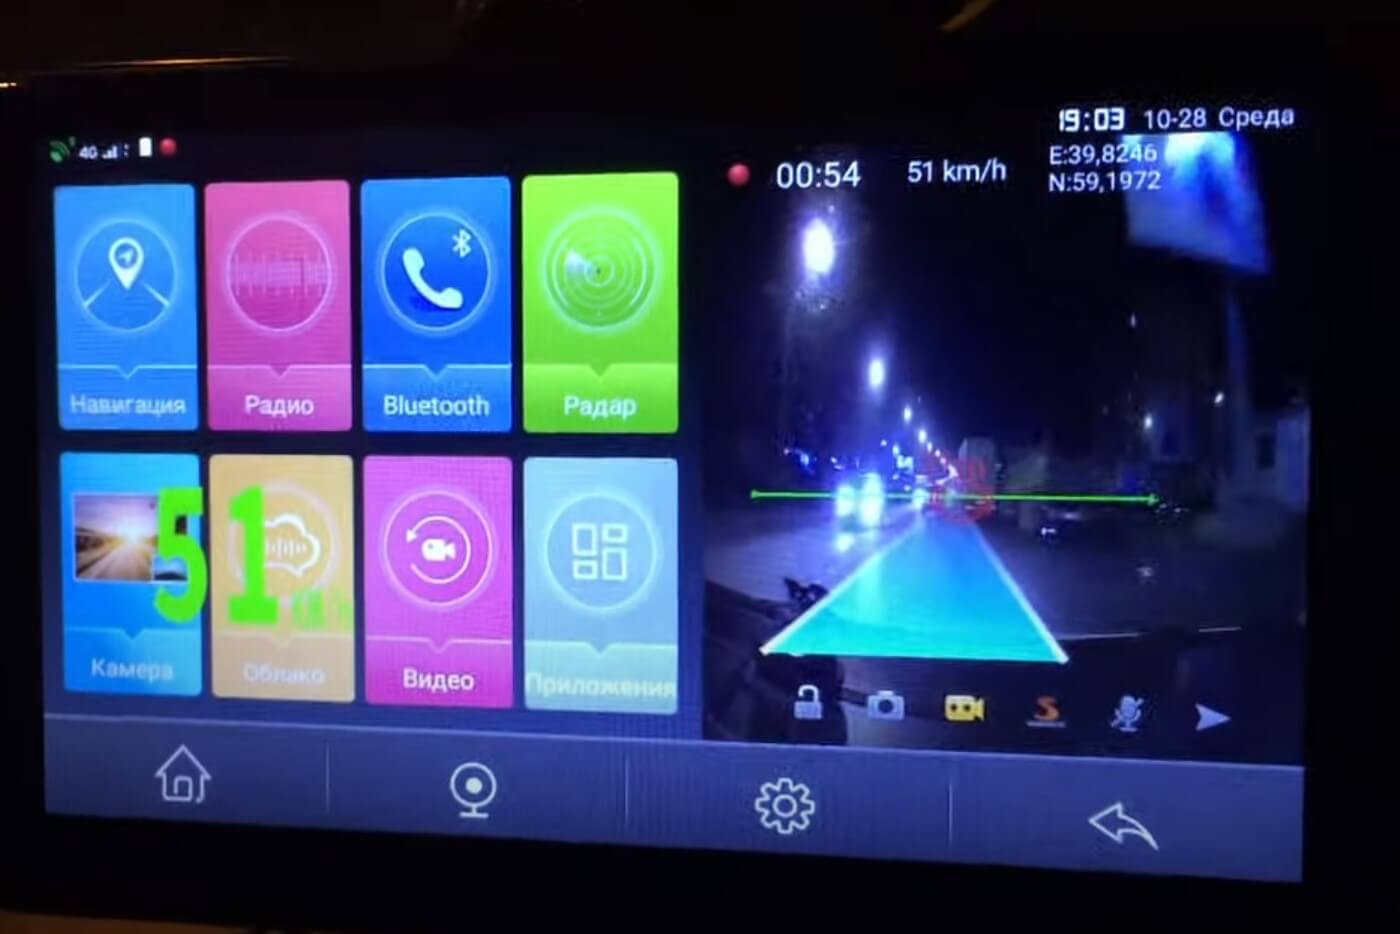 4G
19:03 10-28 Среда
00:54 51 km/h E:39,8246
N:59,1972
Навигация Радио Bluetooth Радар
51
Камера Облако Видео Приложения
S